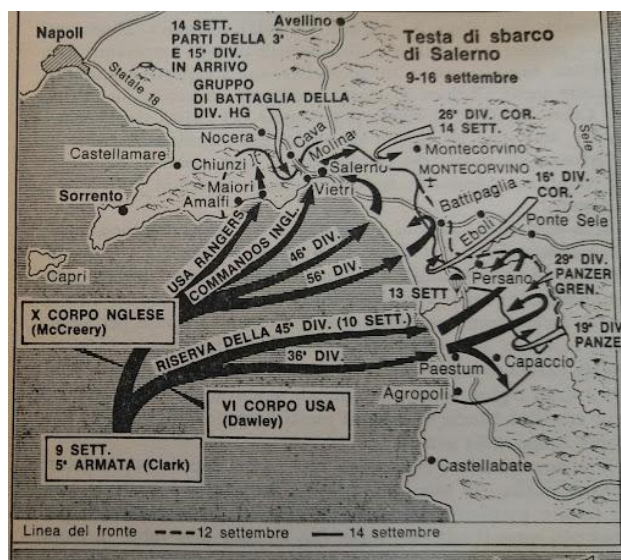 Napoli
14 SETT.
PARTI DELLA 3ª
E 15ª DIV.
IN ARRIVO
Avellino
Testa di sbarco
di Salerno
9-16 settembre
Statale 18
GRUPPO
DI BATTAGLIA DELLA
DIV. HG
26ª DIV. COR.
14 SETT.
Nocera
Cava
Molina
Sele
Castellamare
Chiunzi
Salerno
Montecorvino
MONTECORVINO
Maiori
Vietri
16ª DIV.
COR.
Sorrento
Amalfi
Battipaglia
Eboli
Ponte Sele
USA RANGERS
COMMANDOS INGL.
46ª DIV.
56ª DIV.
Capri
Persano
29ª DIV.
PANZER
GREN.
13 SETT
X CORPO NGLESE
(McCreery)
RISERVA DELLA 45ª DIV. (10 SETT.)
19ª DIV
PANZE
36ª DIV.
Paestum
Capaccio
Agropoli
VI CORPO USA
(Dawley)
9 SETT.
5ª ARMATA (Clark)
Castellabate
Linea del fronte 12 settembre 14 settembre